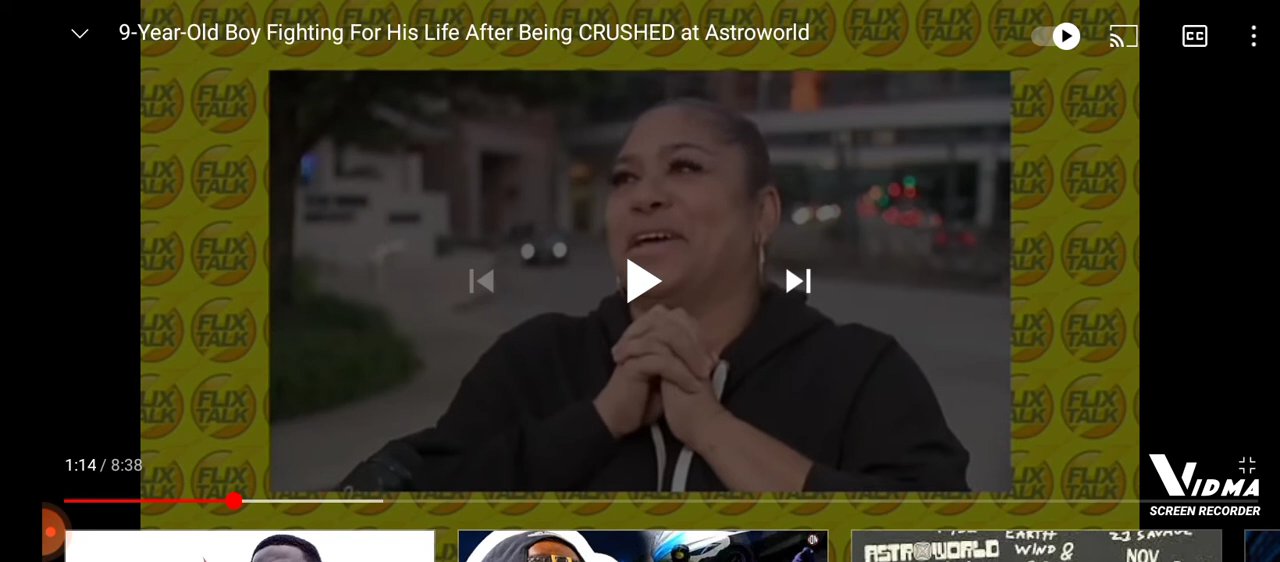 9-Year-Old Boy Fighting For His Life After Being CRUSHED at Astroworld
CC
FLIX TALK
1:14 / 8:38
VIDMA
SCREEN RECORDER
ASTROWORLD
EARTH
WIND &
21 SAVAGE
NOV